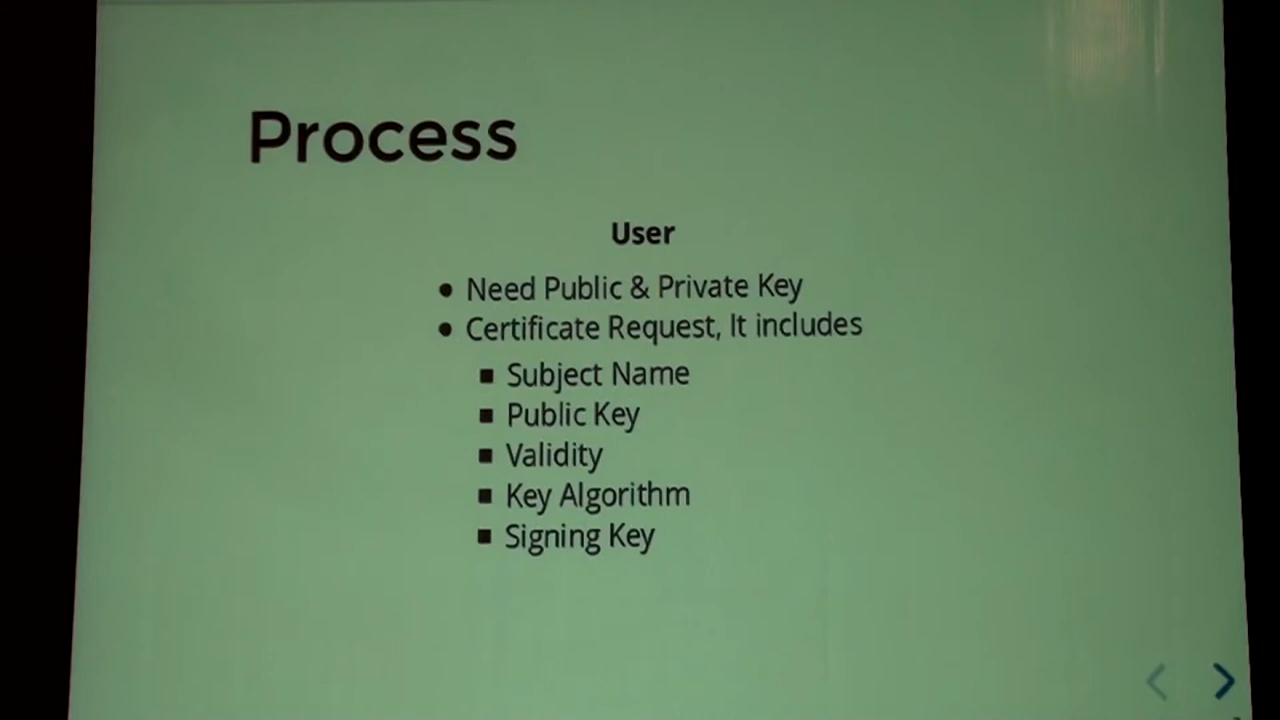 Process
User
• Need Public & Private Key
• Certificate Request, It includes
▪ Subject Name
▪ Public Key
▪ Validity
▪ Key Algorithm
▪ Signing Key